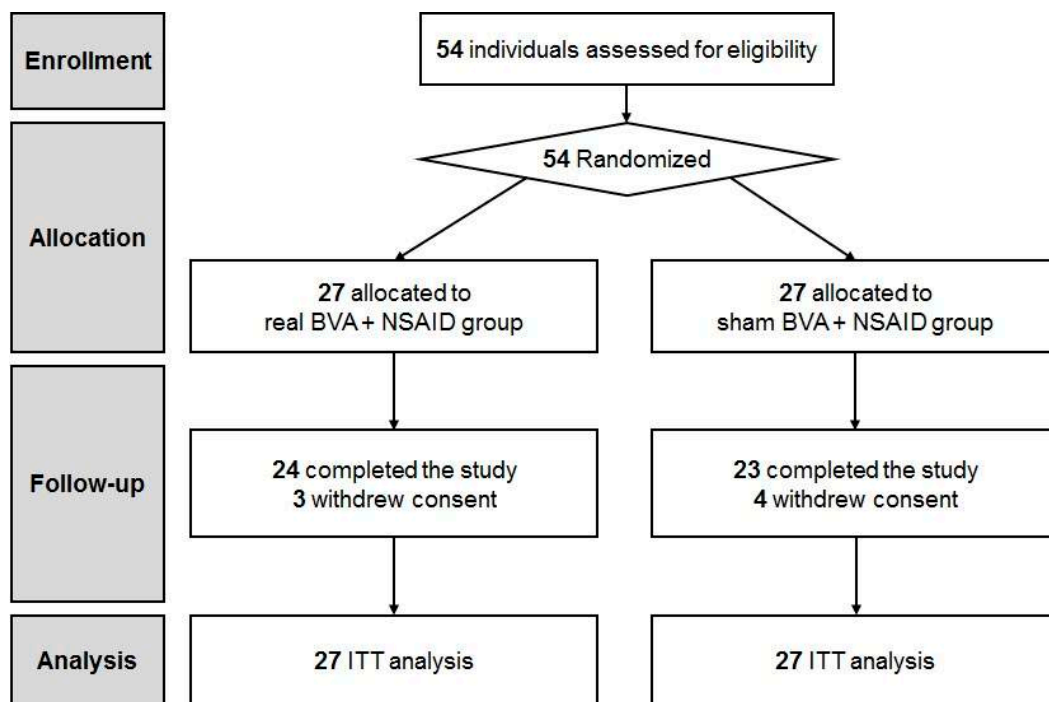 Enrollment
54 individuals assessed for eligibility
Allocation
54 Randomized
27 allocated to
real BVA + NSAID group
27 allocated to
sham BVA + NSAID group
Follow-up
24 completed the study
3 withdrew consent
23 completed the study
4 withdrew consent
Analysis
27 ITT analysis
27 ITT analysis